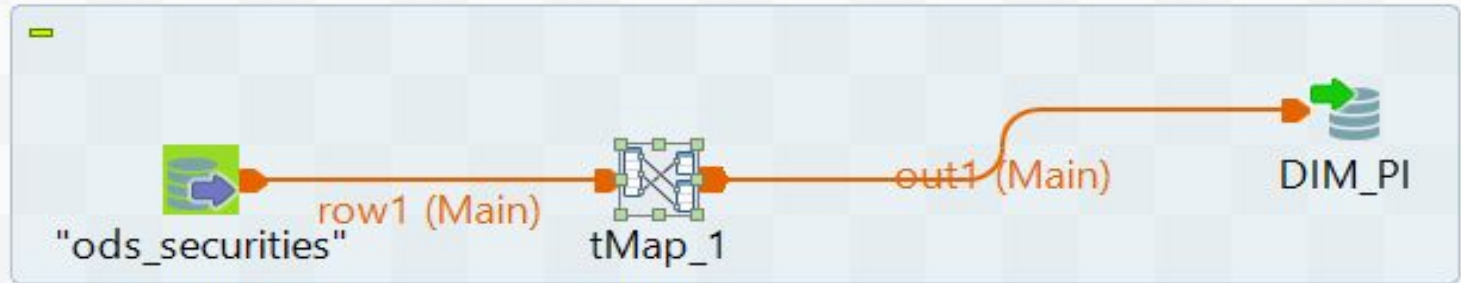 row1 (Main)
out1 (Main)
DIM_PI
"ods_securities"
tMap_1